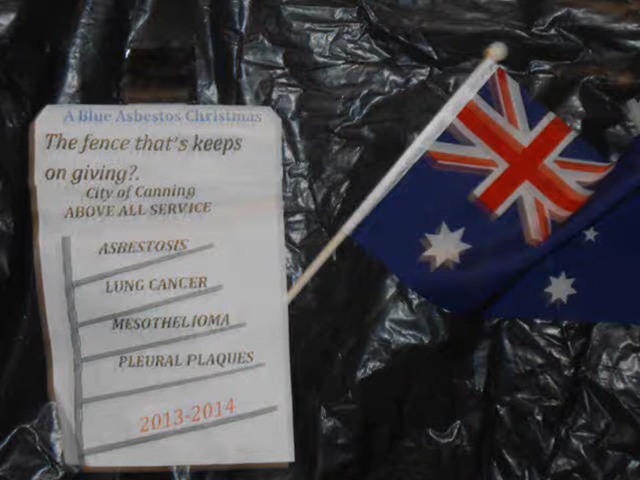 A Blue Asbestos Christmas
The fence that's keeps
on giving?.
City of Canning
ABOVE ALL SERVICE
ASBESTOSIS
LUNG CANCER
MESOTHELIOMA
PLEURAL PLAQUES
2013-2014